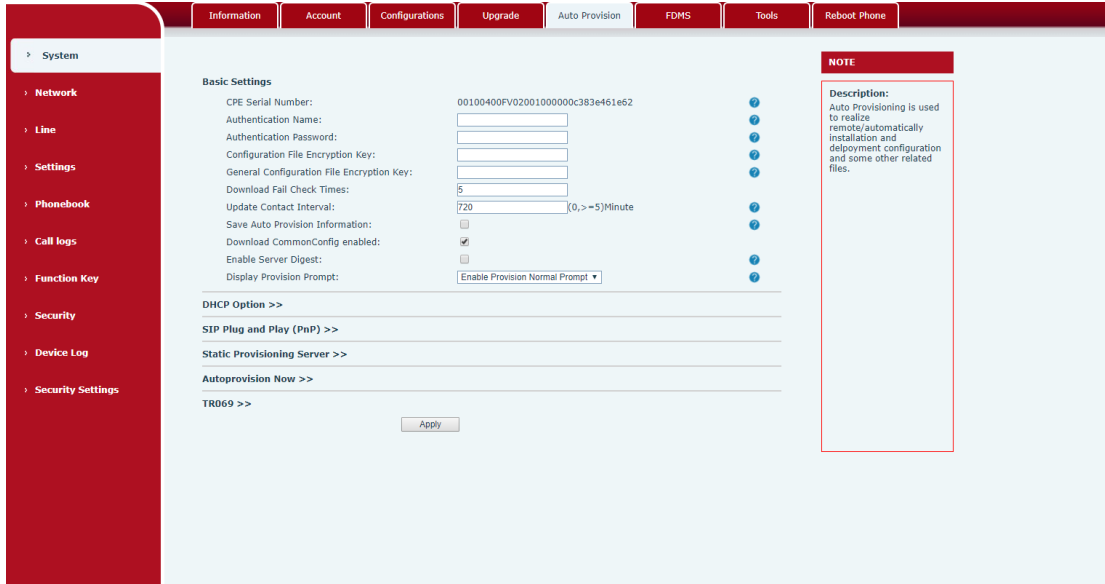 Information Account Configurations Upgrade Auto Provision FDMS Tools Reboot Phone
› System
› Network
› Line
› Settings
› Phonebook
› Call logs
› Function Key
› Security
› Device Log
› Security Settings
Basic Settings
CPE Serial Number: 00100400FV02001000000c383e461e62
Authentication Name:
Authentication Password:
Configuration File Encryption Key:
General Configuration File Encryption Key:
Download Fail Check Times: 5
Update Contact Interval: 720 (0,>=5)Minute
Save Auto Provision Information:
Download CommonConfig enabled:
Enable Server Digest:
Display Provision Prompt: Enable Provision Normal Prompt
DHCP Option >>
SIP Plug and Play (PnP) >>
Static Provisioning Server >>
Autoprovision Now >>
TR069 >>
Apply
NOTE
Description:
Auto Provisioning is used
to realize
remote/automatically
installation and
delpoyment configuration
and some other related
files.